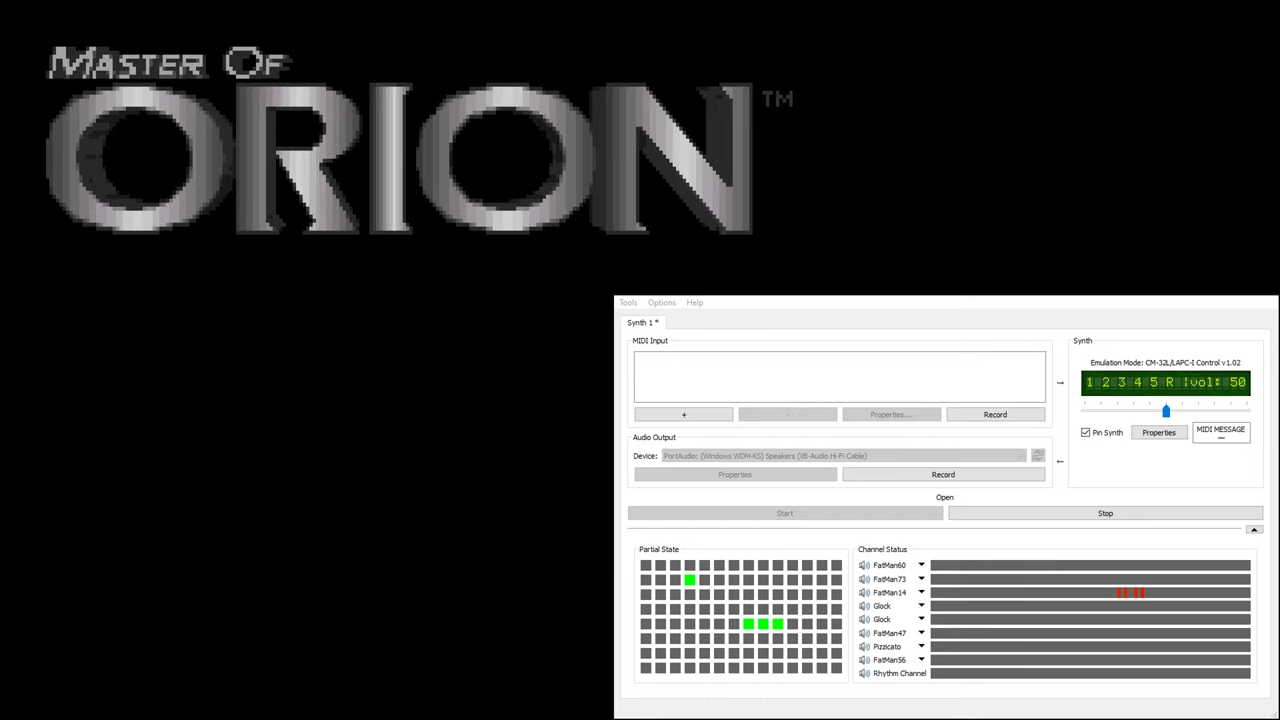 MASTER OF
ORION™
Tools Options Help
Synth 1 *
MIDI Input
+ - Properties... Record
Audio Output
Device: PortAudio: (Windows WDM-KS) Speakers (VB-Audio Hi-Fi Cable)
Properties Record
Synth
Emulation Mode: CM-32L/LAPC-I Control v1.02
1 2 3 4 5 R |vol: 50
Pin Synth Properties MIDI MESSAGE
Open
Start Stop
Partial State
Channel Status
FatMan60
FatMan73
FatMan14
Glock
Glock
FatMan47
Pizzicato
FatMan56
Rhythm Channel